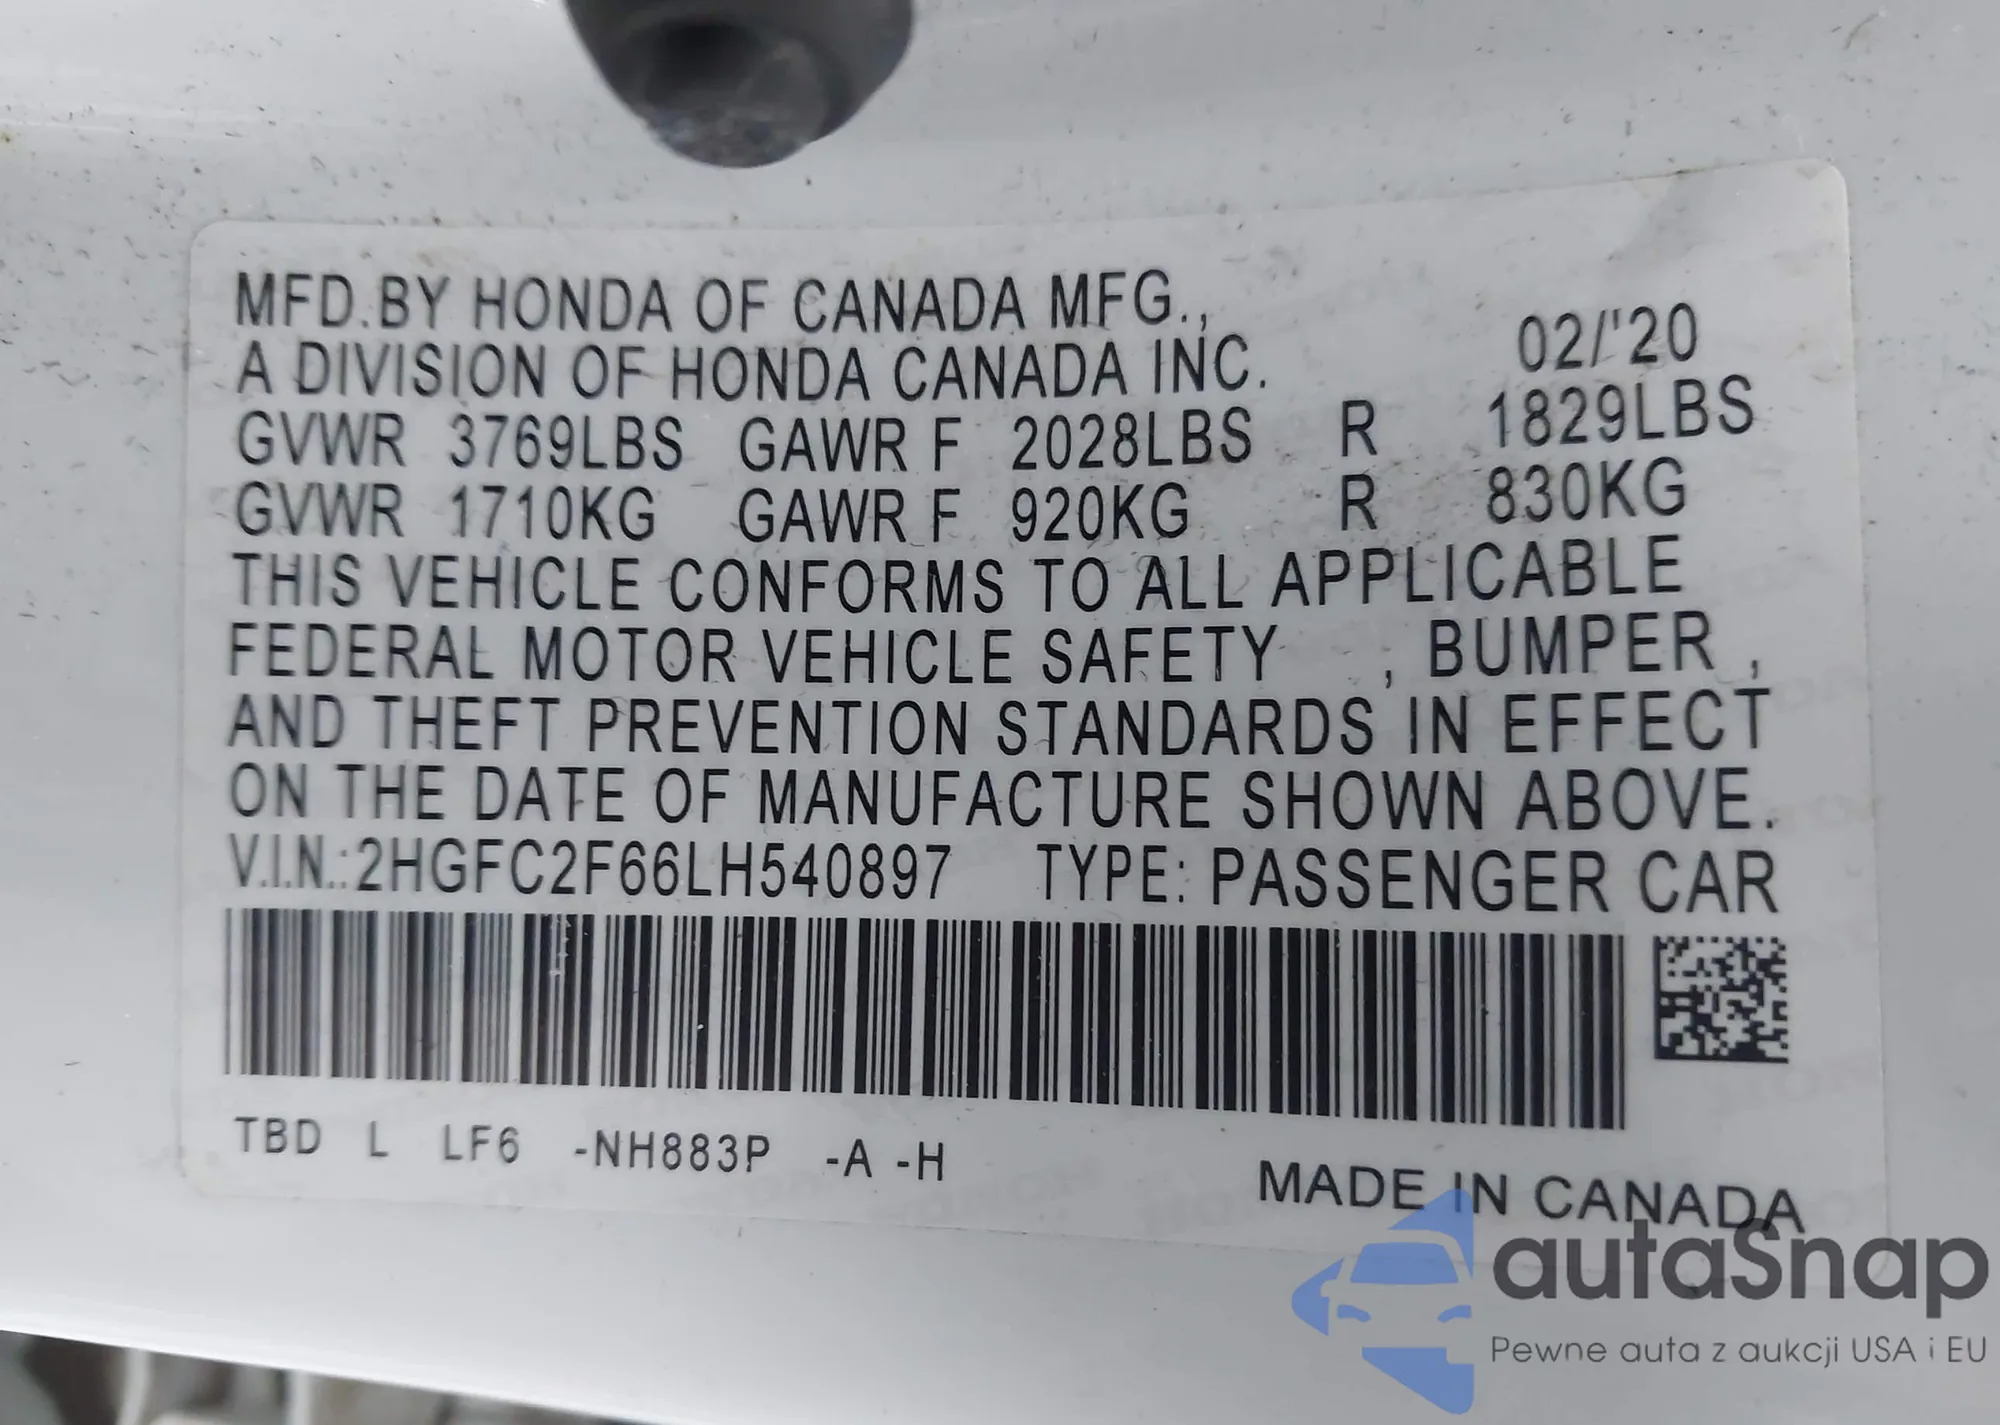 MFD.BY HONDA OF CANADA MFG.,
A DIVISION OF HONDA CANADA INC. 02/'20
GVWR 3769LBS GAWR F 2028LBS R 1829LBS
GVWR 1710KG GAWR F 920KG R 830KG
THIS VEHICLE CONFORMS TO ALL APPLICABLE
FEDERAL MOTOR VEHICLE SAFETY , BUMPER ,
AND THEFT PREVENTION STANDARDS IN EFFECT
ON THE DATE OF MANUFACTURE SHOWN ABOVE.
V.I.N.:2HGFC2F66LH540897 TYPE: PASSENGER CAR
TBD L LF6 -NH883P -A -H
MADE IN CANADA
autaSnap
Pewne auta z aukcji USA i EU